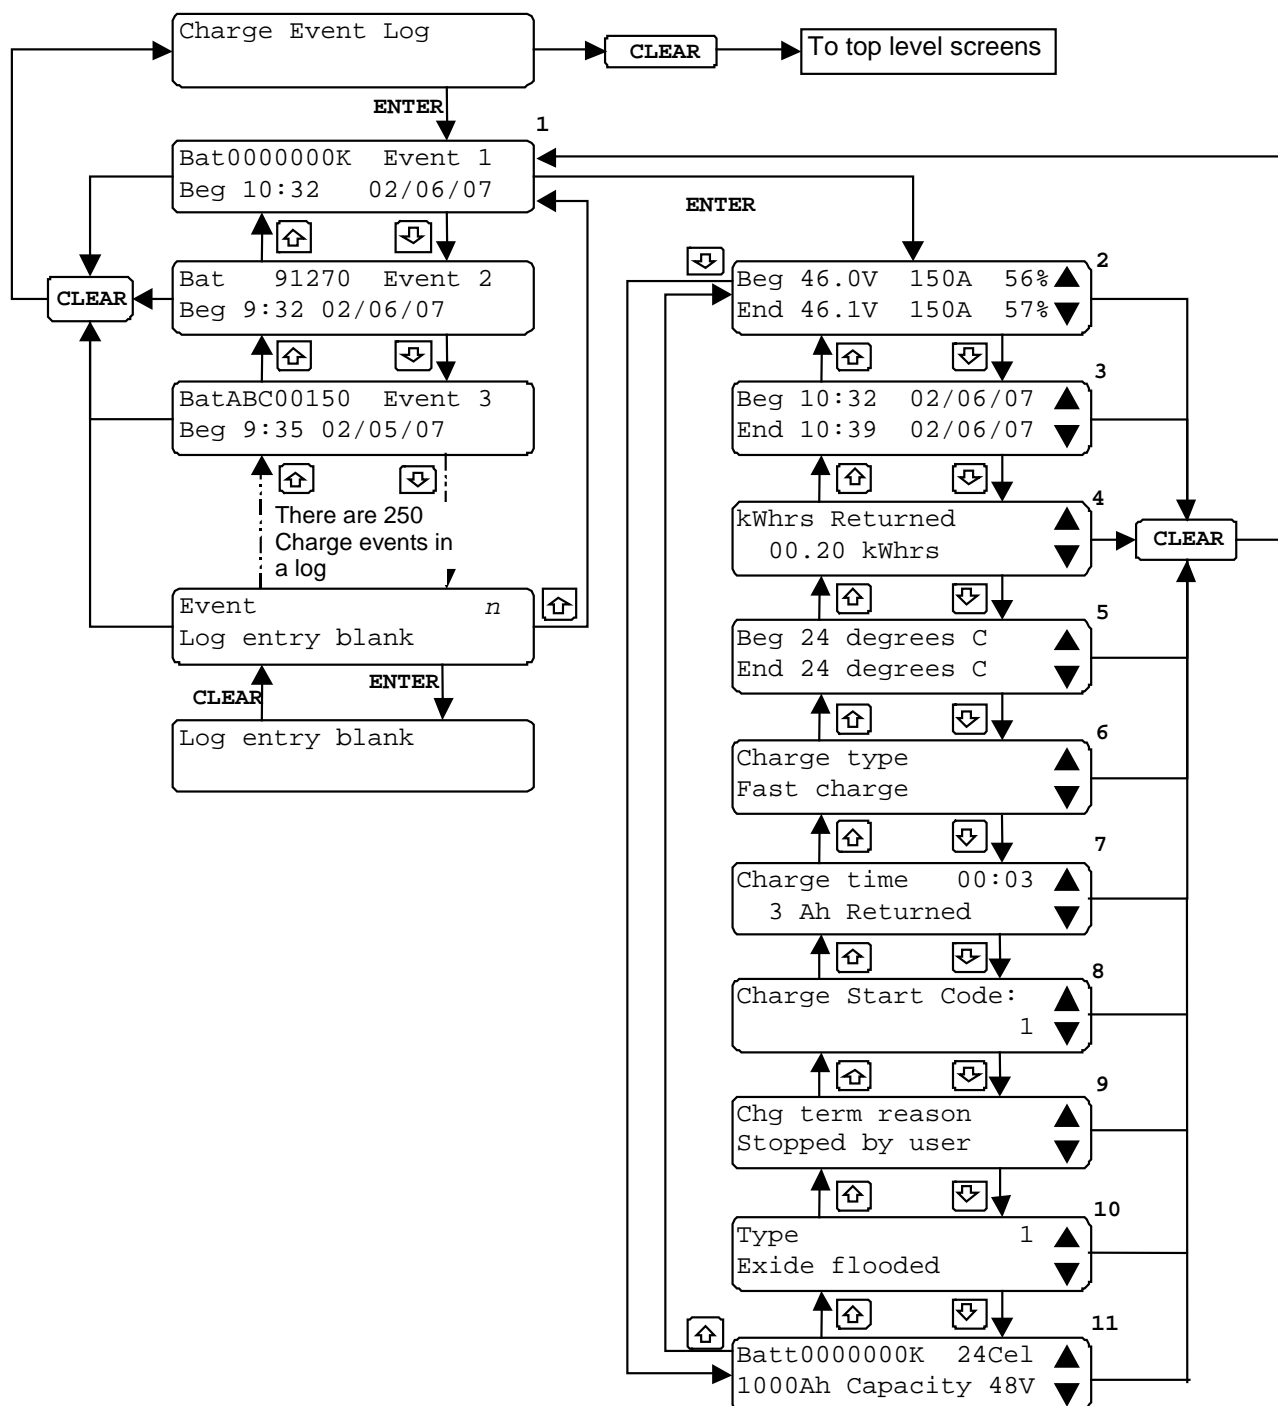 Charge Event Log
CLEAR
To top level screens
ENTER
1
Bat0000000K Event 1
Beg 10:32 02/06/07
Bat 91270 Event 2
Beg 9:32 02/06/07
CLEAR
BatABC00150 Event 3
Beg 9:35 02/05/07
There are 250
Charge events in
a log
Event n
Log entry blank
CLEAR
ENTER
Log entry blank
ENTER
2
Beg 46.0V 150A 56%
End 46.1V 150A 57%
3
Beg 10:32 02/06/07
End 10:39 02/06/07
4
kWhrs Returned
00.20 kWhrs
CLEAR
5
Beg 24 degrees C
End 24 degrees C
6
Charge type
Fast charge
7
Charge time 00:03
3 Ah Returned
8
Charge Start Code:
1
9
Chg term reason
Stopped by user
10
Type 1
Exide flooded
11
Batt0000000K 24Cel
1000Ah Capacity 48V